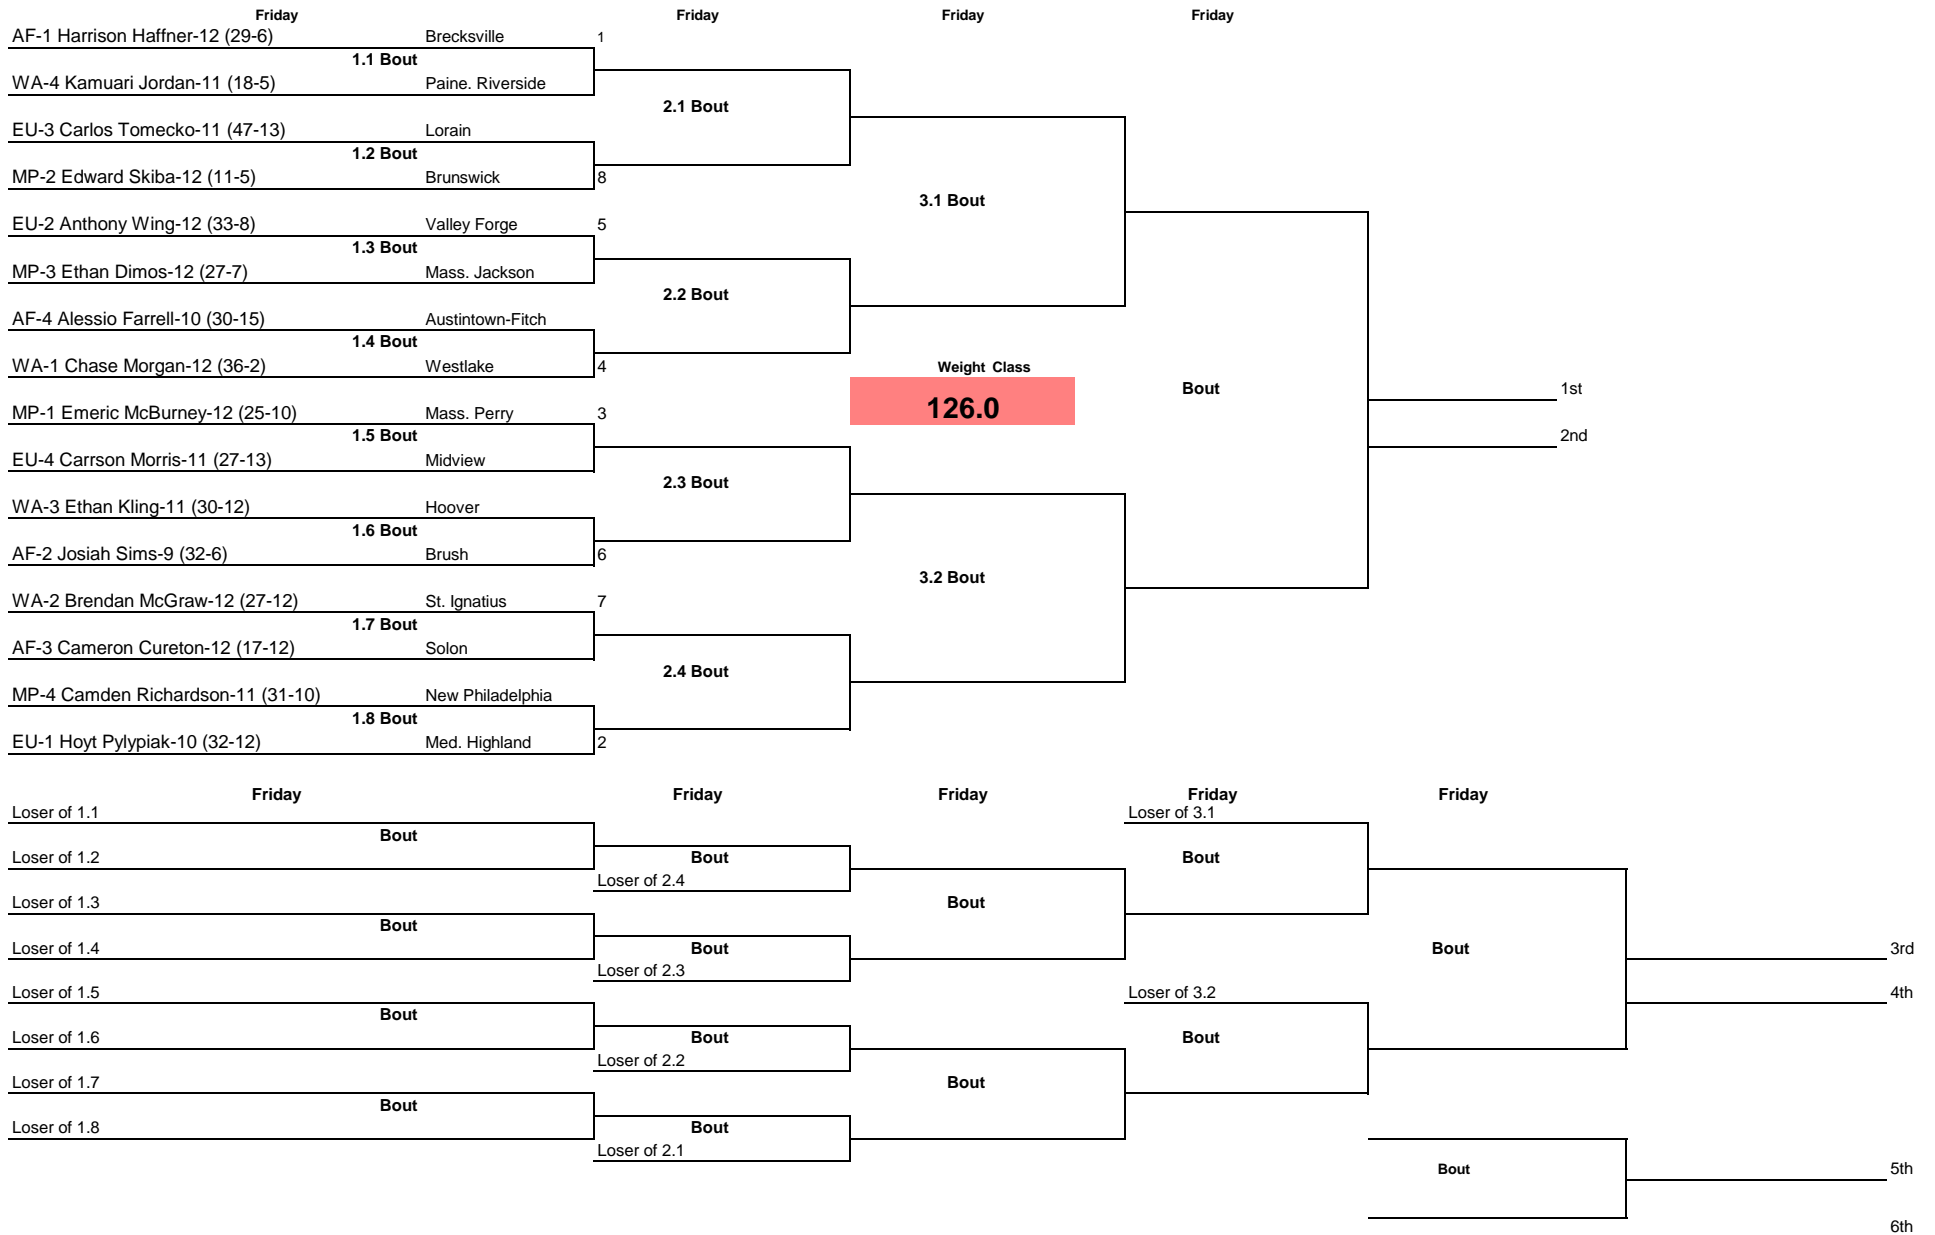 Friday Friday Friday Friday
AF-1 Harrison Haffner-12 (29-6) Brecksville 1
1.1 Bout
WA-4 Kamuari Jordan-11 (18-5) Paine. Riverside
2.1 Bout
EU-3 Carlos Tomecko-11 (47-13) Lorain
1.2 Bout
MP-2 Edward Skiba-12 (11-5) Brunswick 8
3.1 Bout
EU-2 Anthony Wing-12 (33-8) Valley Forge 5
1.3 Bout
MP-3 Ethan Dimos-12 (27-7) Mass. Jackson
2.2 Bout
AF-4 Alessio Farrell-10 (30-15) Austintown-Fitch
1.4 Bout
WA-1 Chase Morgan-12 (36-2) Westlake 4 Weight Class
Bout 1st
126.0
MP-1 Emeric McBurney-12 (25-10) Mass. Perry 3
1.5 Bout 2nd
EU-4 Carrson Morris-11 (27-13) Midview
2.3 Bout
WA-3 Ethan Kling-11 (30-12) Hoover
1.6 Bout
AF-2 Josiah Sims-9 (32-6) Brush 6
3.2 Bout
WA-2 Brendan McGraw-12 (27-12) St. Ignatius 7
1.7 Bout
AF-3 Cameron Cureton-12 (17-12) Solon
2.4 Bout
MP-4 Camden Richardson-11 (31-10) New Philadelphia
1.8 Bout
EU-1 Hoyt Pylypiak-10 (32-12) Med. Highland 2
Friday Friday Friday Friday Friday
Loser of 1.1 Loser of 3.1
Bout
Loser of 1.2 Bout Bout
Loser of 2.4
Loser of 1.3 Bout
Bout
Loser of 1.4 Bout Bout 3rd
Loser of 2.3
Loser of 1.5 Loser of 3.2 4th
Bout
Loser of 1.6 Bout Bout
Loser of 2.2
Loser of 1.7 Bout
Bout
Loser of 1.8 Bout
Loser of 2.1
Bout 5th
6th